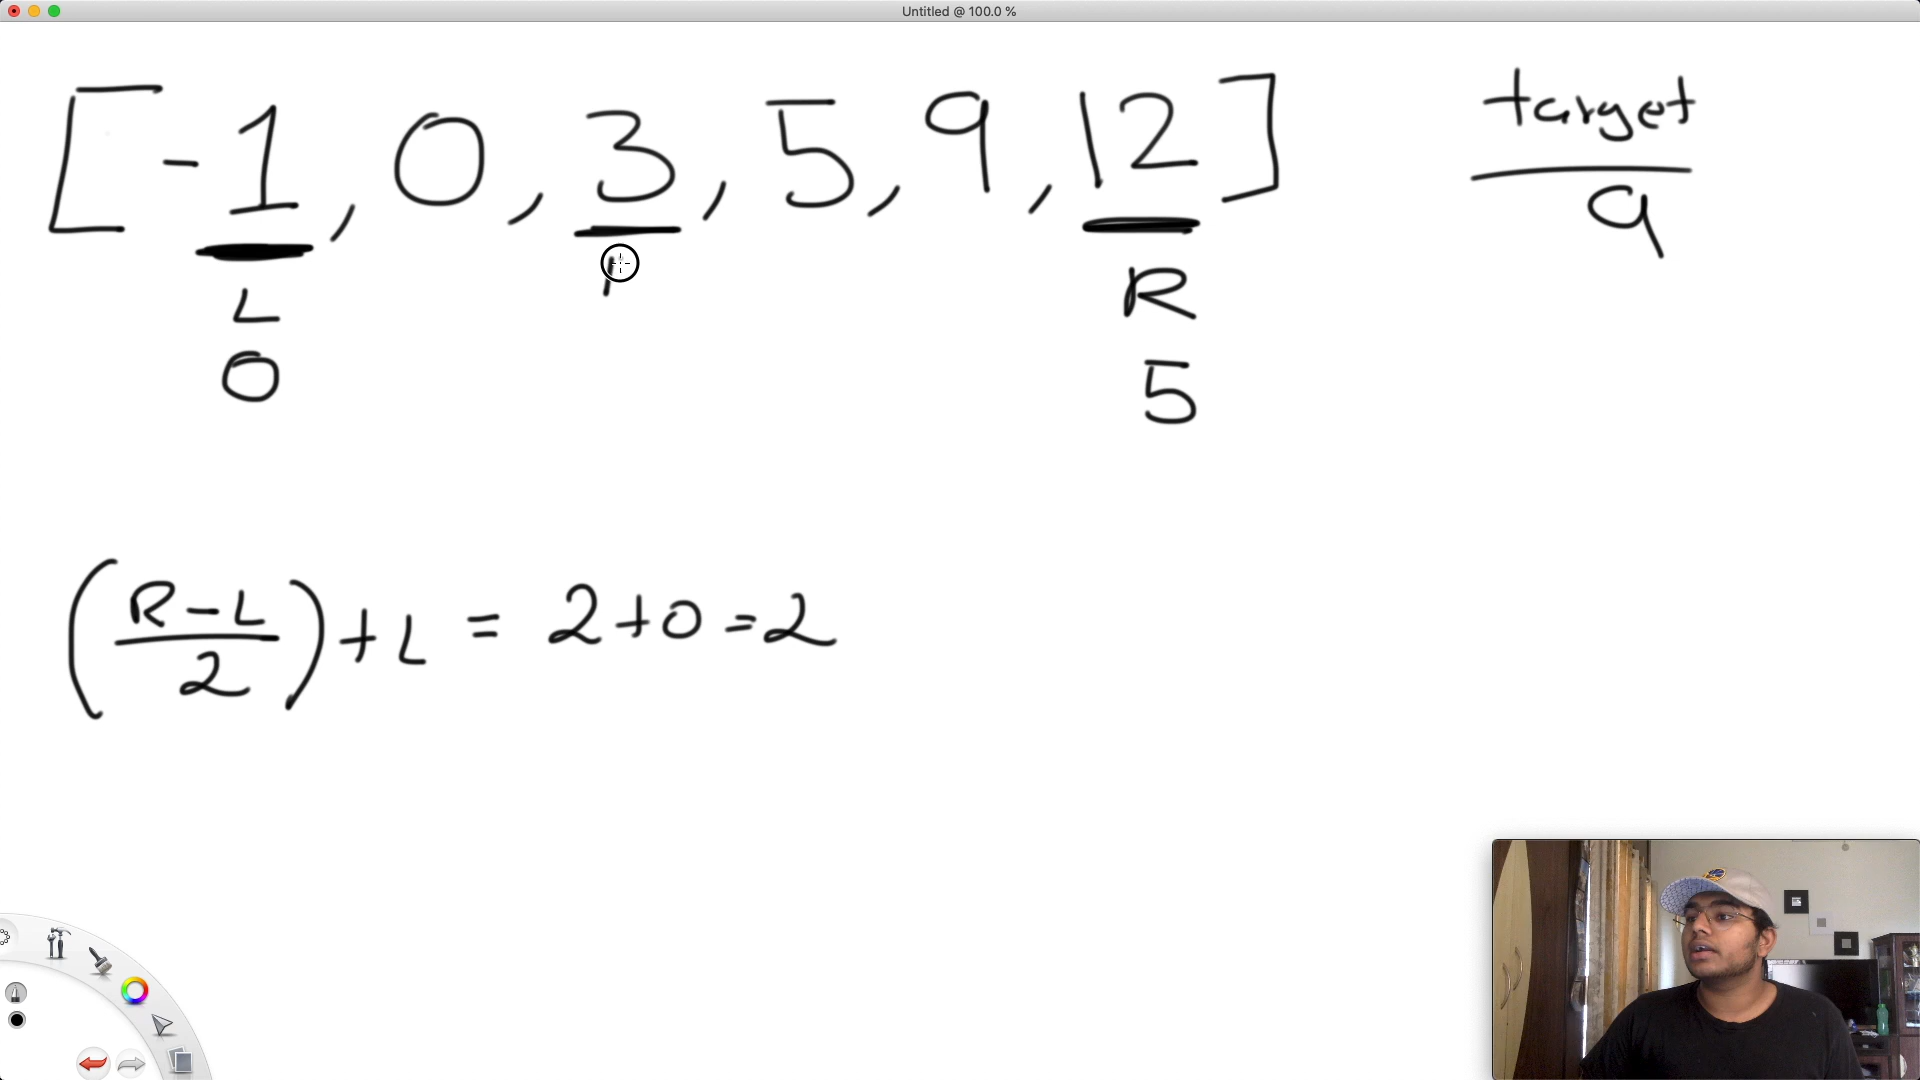 Untitled @ 100.0 %
[-1, 0, 3, 5, 9, 12]
target
9
L
R
0
5
(R-L/2)+L = 2+0 = 2